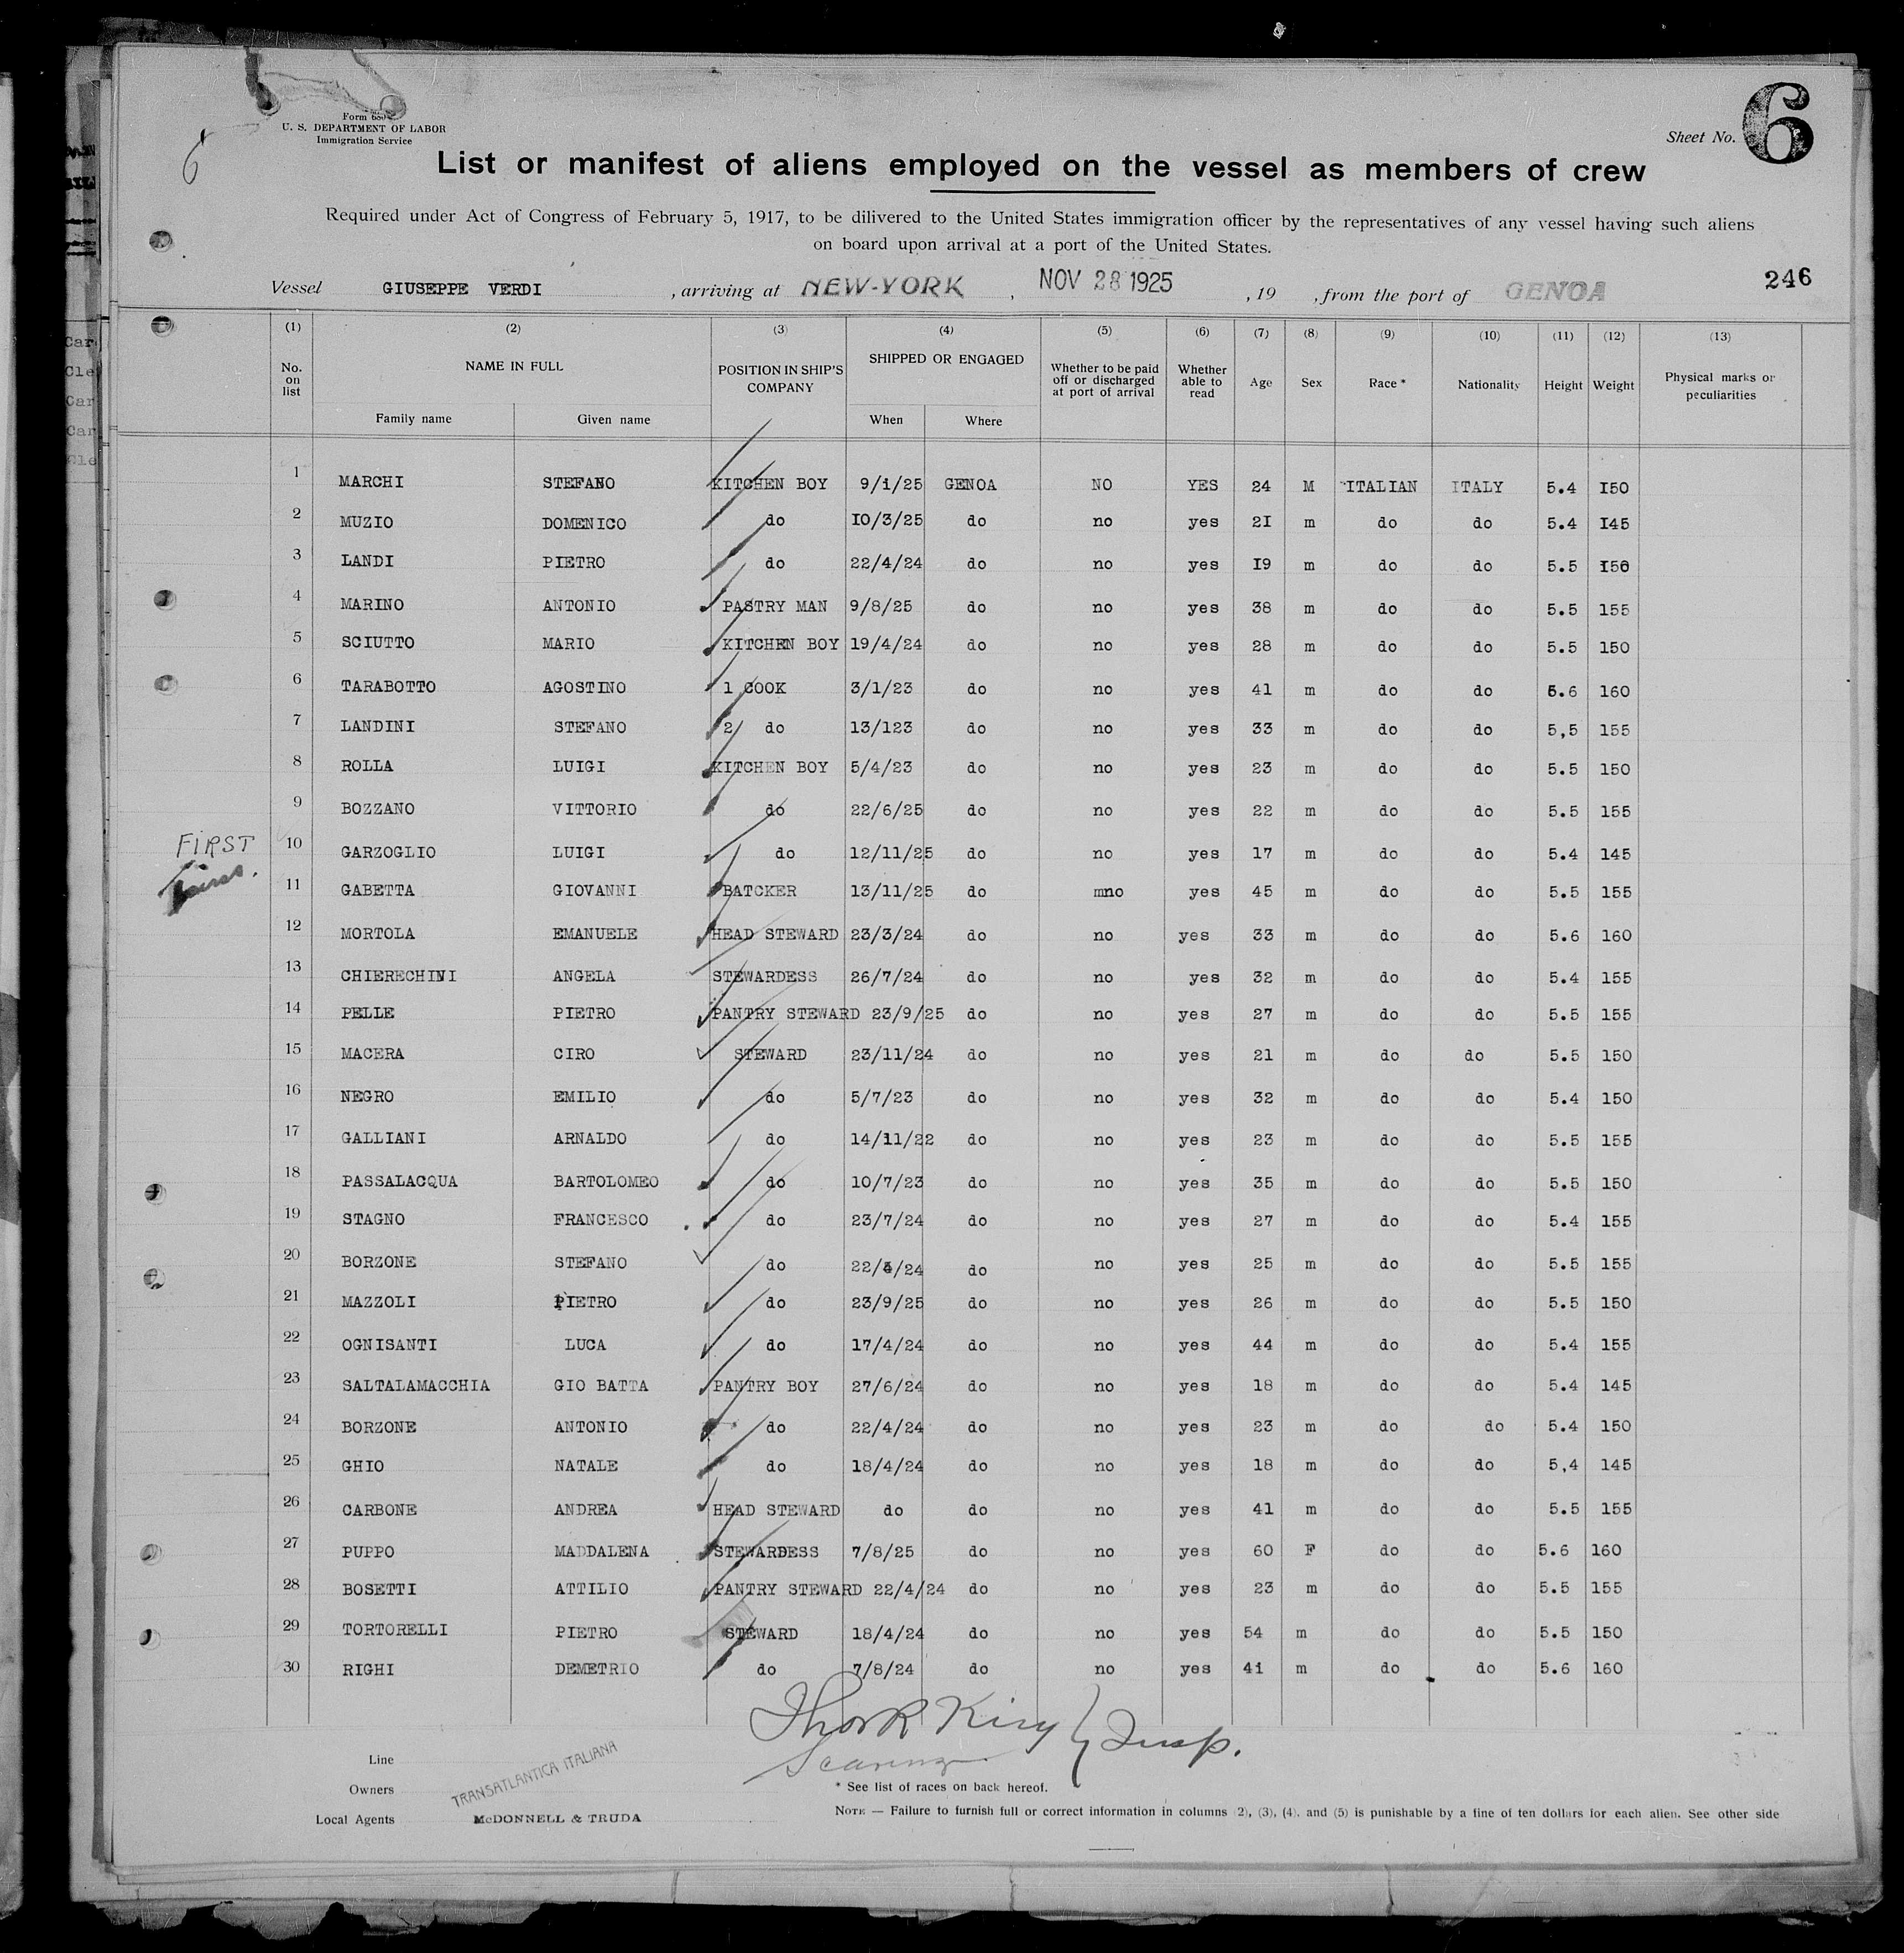 6
Form 680
U. S. DEPARTMENT OF LABOR
Immigration Service
Sheet No. 6
List or manifest of aliens employed on the vessel as members of crew
Required under Act of Congress of February 5, 1917, to be dilivered to the United States immigration officer by the representatives of any vessel having such aliens
on board upon arrival at a port of the United States.
Vessel GIUSEPPE VERDI , arriving at NEW-YORK , NOV 28 1925 , 19 , from the port of GENOA 246
(1) (2) (3) (4) (5) (6) (7) (8) (9) (10) (11) (12) (13)
No. on list NAME IN FULL POSITION IN SHIP'S COMPANY SHIPPED OR ENGAGED Whether to be paid off or discharged at port of arrival Whether able to read Age Sex Race * Nationality Height Weight Physical marks or peculiarities
Family name Given name When Where
1 MARCHI STEFANO KITCHEN BOY 9/1/25 GENOA NO YES 24 M ITALIAN ITALY 5.4 I50
2 MUZIO DOMENICO do IO/3/25 do no yes 2I m do do 5.4 I45
3 LANDI PIETRO do 22/4/24 do no yes I9 m do do 5.5 I50
4 MARINO ANTONIO PASTRY MAN 9/8/25 do no yes 38 m do do 5.5 155
5 SCIUTTO MARIO KITCHEN BOY 19/4/24 do no yes 28 m do do 5.5 150
6 TARABOTTO AGOSTINO 1 COOK 3/1/23 do no yes 41 m do do 5.6 160
7 LANDINI STEFANO 2/ do 13/123 do no yes 33 m do do 5,5 155
8 ROLLA LUIGI KITCHEN BOY 5/4/23 do no yes 23 m do do 5.5 150
9 BOZZANO VITTORIO do 22/6/25 do no yes 22 m do do 5.5 155
FIRST
10 GARZOGLIO LUIGI do 12/11/25 do no yes 17 m do do 5.4 145
11 GABETTA GIOVANNI BATCKER 13/11/25 do mno yes 45 m do do 5.5 155
12 MORTOLA EMANUELE HEAD STEWARD 23/3/24 do no yes 33 m do do 5.6 160
13 CHIERECHINI ANGELA STEWARDESS 26/7/24 do no yes 32 m do do 5.4 155
14 PELLE PIETRO PANTRY STEWARD 23/9/25 do no yes 27 m do do 5.5 155
15 MACERA CIRO STEWARD 23/11/24 do no yes 21 m do do 5.5 150
16 NEGRO EMILIO do 5/7/23 do no yes 32 m do do 5.4 150
17 GALLIANI ARNALDO do 14/11/22 do no yes 23 m do do 5.5 155
18 PASSALACQUA BARTOLOMEO do 10/7/23 do no yes 35 m do do 5.5 150
19 STAGNO FRANCESCO do 23/7/24 do no yes 27 m do do 5.4 155
20 BORZONE STEFANO do 22/4/24 do no yes 25 m do do 5.5 155
21 MAZZOLI PIETRO do 23/9/25 do no yes 26 m do do 5.5 150
22 OGNISANTI LUCA do 17/4/24 do no yes 44 m do do 5.4 155
23 SALTALAMACCHIA GIO BATTA PANTRY BOY 27/6/24 do no yes 18 m do do 5.4 145
24 BORZONE ANTONIO do 22/4/24 do no yes 23 m do do 5.4 150
25 GHIO NATALE do 18/4/24 do no yes 18 m do do 5,4 145
26 CARBONE ANDREA HEAD STEWARD do do no yes 41 m do do 5.5 155
27 PUPPO MADDALENA STEWARDESS 7/8/25 do no yes 60 F do do 5.6 160
28 BOSETTI ATTILIO PANTRY STEWARD 22/4/24 do no yes 23 m do do 5.5 155
29 TORTORELLI PIETRO STEWARD 18/4/24 do no yes 54 m do do 5.5 150
30 RIGHI DEMETRIO do 7/8/24 do no yes 41 m do do 5.6 160
King Insp.
Line
Owners TRANSATLANTICA ITALIANA
Local Agents McDONNELL & TRUDA
* See list of races on back hereof.
NOTE — Failure to furnish full or correct information in columns (2), (3), (4), and (5) is punishable by a fine of ten dollars for each alien. See other side